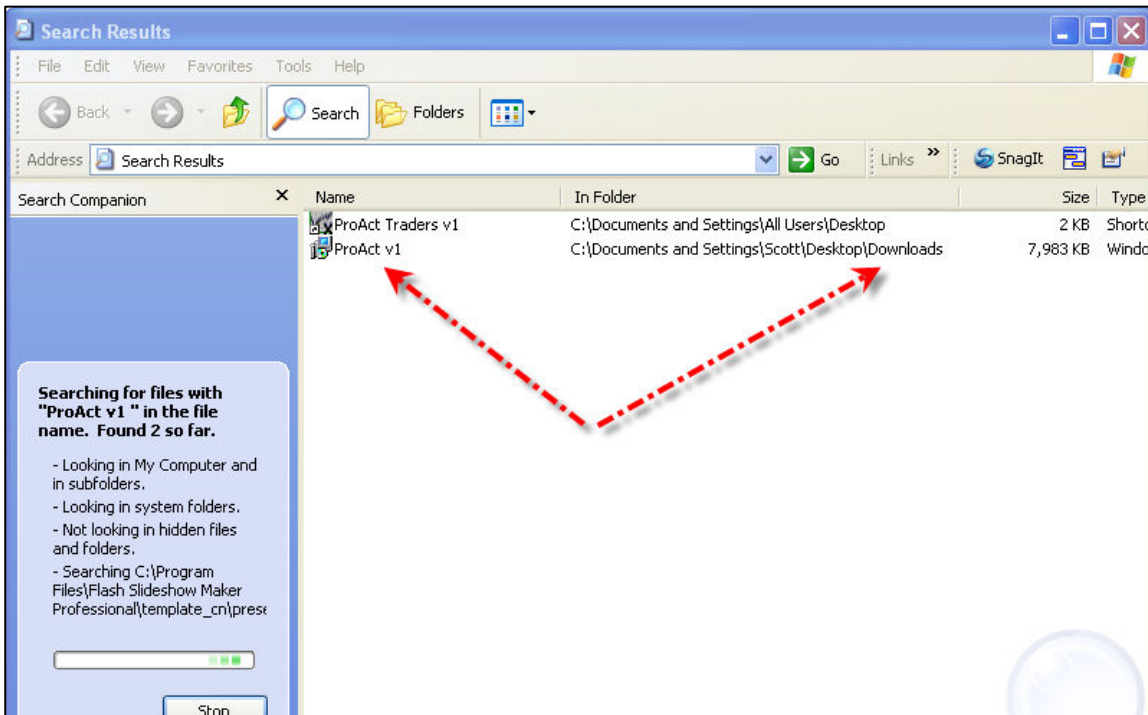 Search Results
File Edit View Favorites Tools Help
Back Search Folders
Address Search Results Go Links » SnagIt
Search Companion Name In Folder Size Type
ProAct Traders v1 C:\Documents and Settings\All Users\Desktop 2 KB Shortc
ProAct v1 C:\Documents and Settings\Scott\Desktop\Downloads 7,983 KB Windo
Searching for files with
"ProAct v1 " in the file
name. Found 2 so far.
- Looking in My Computer and
in subfolders.
- Looking in system folders.
- Not looking in hidden files
and folders.
- Searching C:\Program
Files\Flash Slideshow Maker
Professional\template_cn\prese
Stop